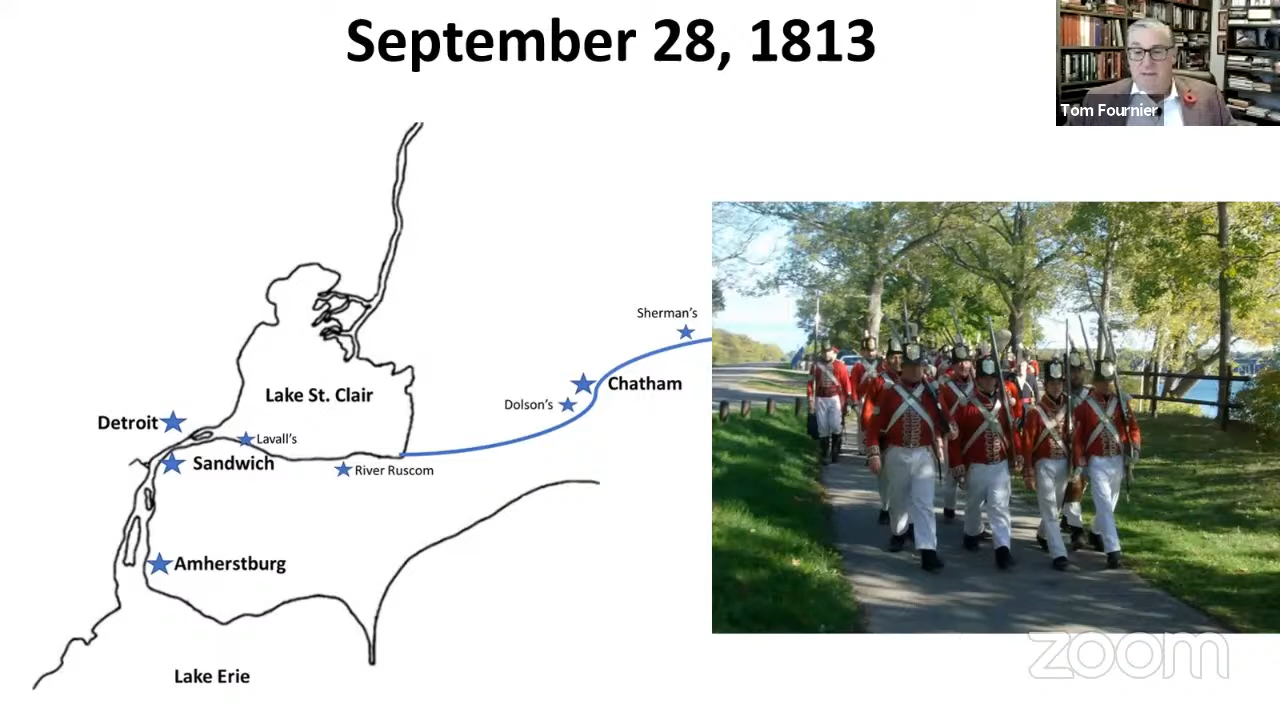 September 28, 1813
Tom Fournier
Sherman's
Lake St. Clair
Chatham
Dolson's
Detroit
Lavall's
Sandwich
River Ruscom
Amherstburg
Lake Erie
zoom